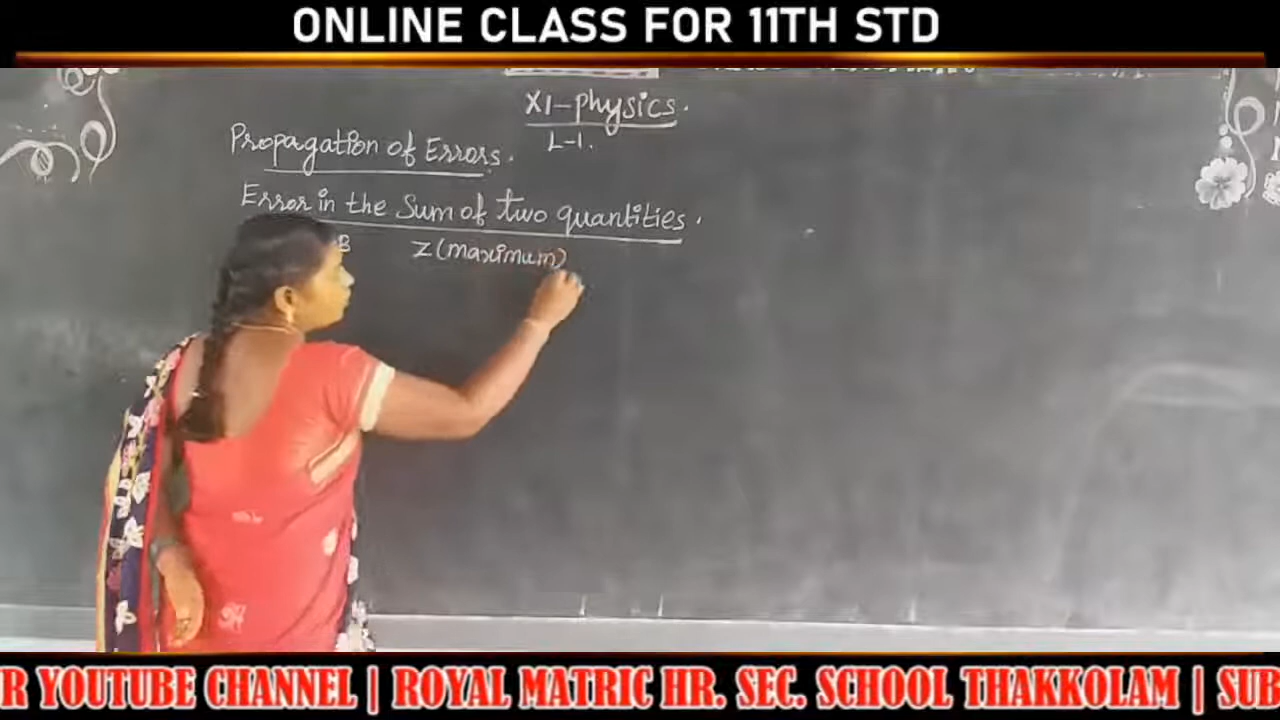 ONLINE CLASS FOR 11TH STD
XI-physics.
L-1.
Propagation of Errors.
Error in the Sum of two quantities.
B Z (maximum)
R YOUTUBE CHANNEL | ROYAL MATRIC HR. SEC. SCHOOL THAKKOLAM | SUB